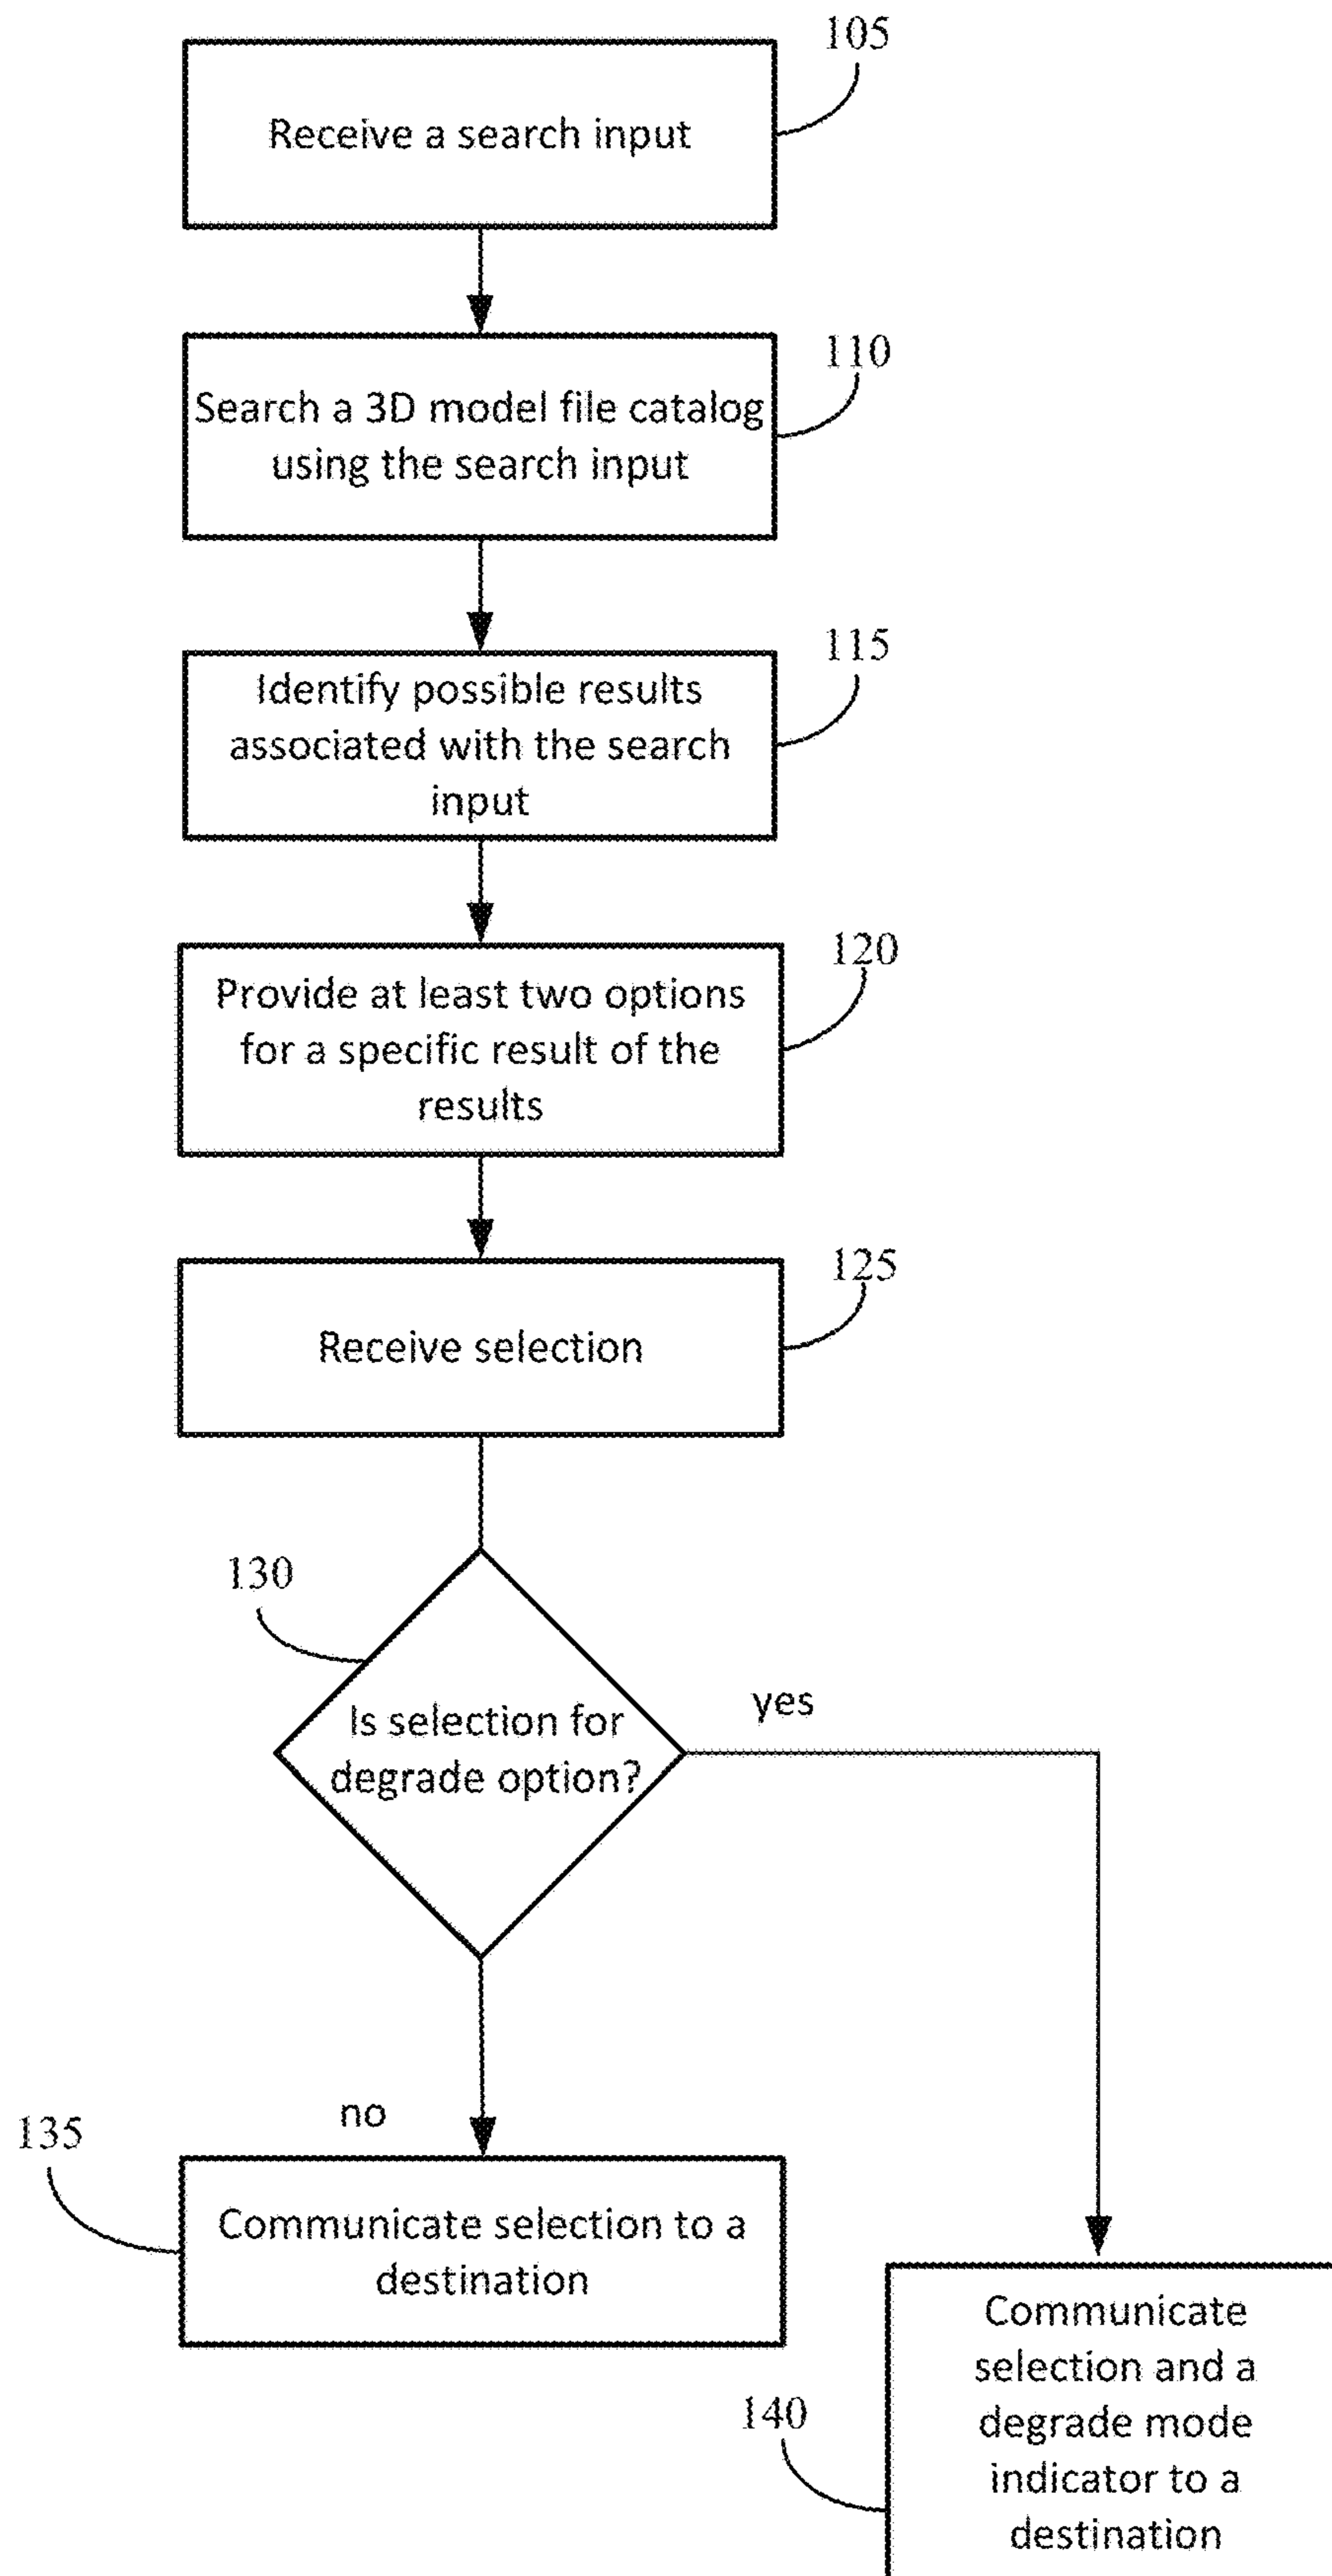 105
Receive a search input
110
Search a 3D model file catalog
using the search input
115
Identify possible results
associated with the search
input
120
Provide at least two options
for a specific result of the
results
125
Receive selection
130
Is selection for
degrade option?
yes
no
135
Communicate selection to a
destination
140
Communicate
selection and a
degrade mode
indicator to a
destination